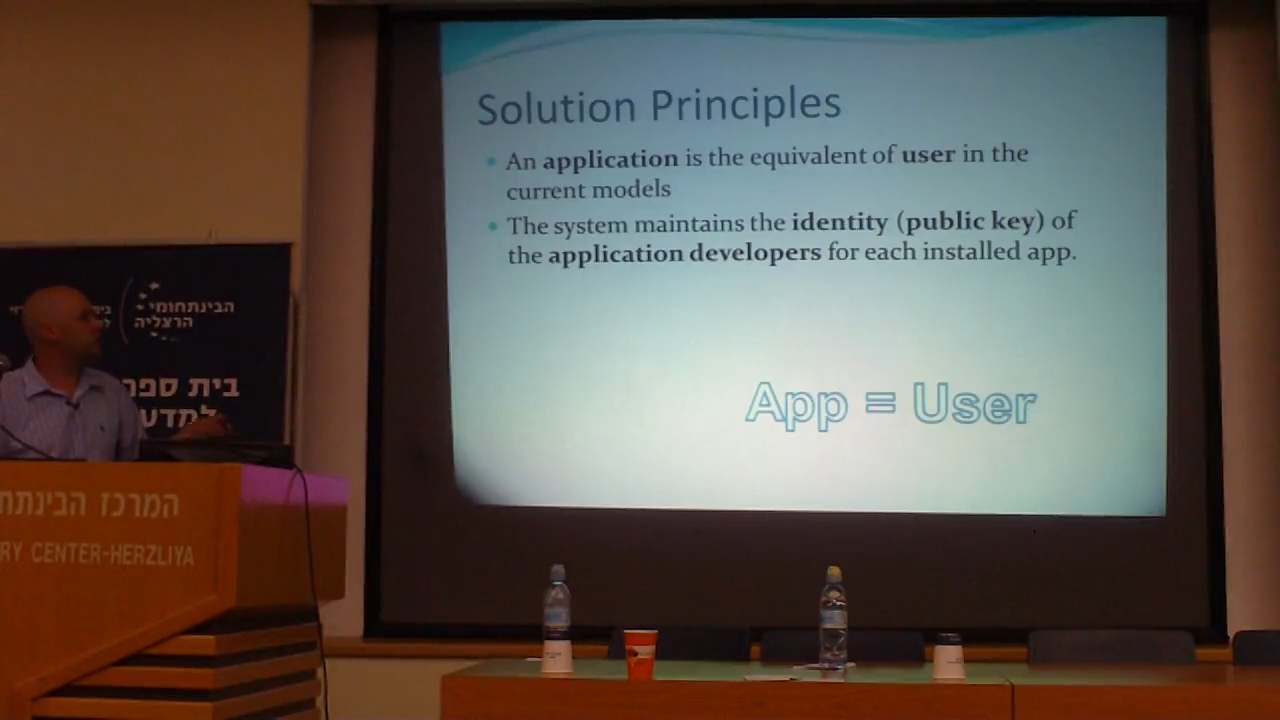 Solution Principles
An application is the equivalent of user in the
current models
The system maintains the identity (public key) of
the application developers for each installed app.
App = User
הבינתחומי
הרצליה
בית ספר
למדע
המרכז הבינתח
RY CENTER-HERZLIYA